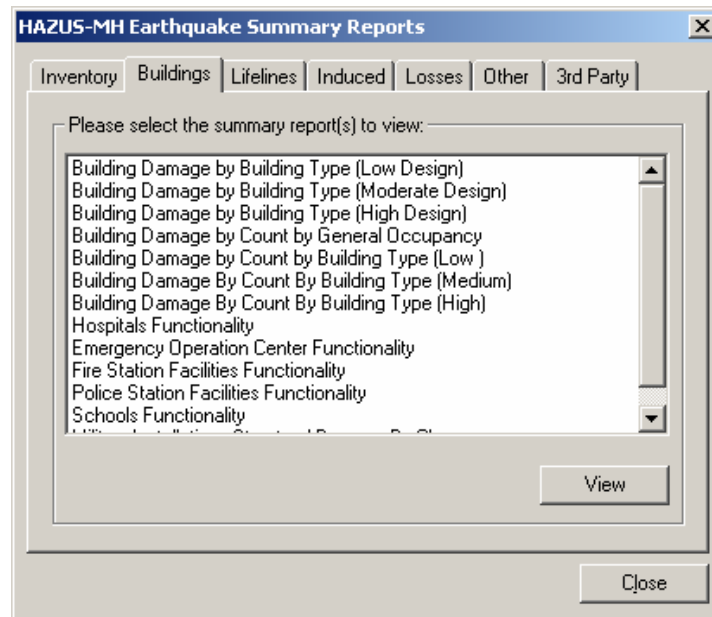 HAZUS-MH Earthquake Summary Reports
Inventory Buildings Lifelines Induced Losses Other 3rd Party
Please select the summary report(s) to view:
Building Damage by Building Type (Low Design)
Building Damage by Building Type (Moderate Design)
Building Damage by Building Type (High Design)
Building Damage by Count by General Occupancy
Building Damage by Count by Building Type (Low )
Building Damage By Count By Building Type (Medium)
Building Damage By Count By Building Type (High)
Hospitals Functionality
Emergency Operation Center Functionality
Fire Station Facilities Functionality
Police Station Facilities Functionality
Schools Functionality
View
Close